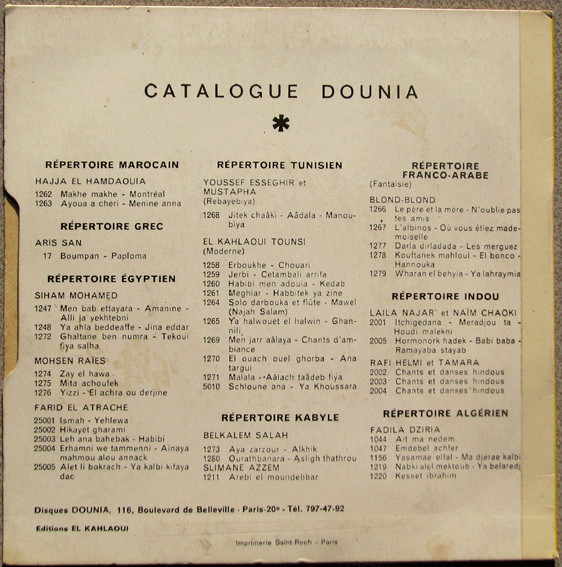 CATALOGUE DOUNIA
*
RÉPERTOIRE MAROCAIN
HAJJA EL HAMDAOUIA
1262 Makhe makhe - Montréal
1263 Ayoua a cheri - Menine anna
RÉPERTOIRE GREC
ARIS SAN
17 Boumpan - Paploma
RÉPERTOIRE ÉGYPTIEN
SIHAM MOHAMED
1247 Men bab ettayara - Amanine -
Alli ja yekhtebni
1248 Ya ahla beddeaffe - Jina eddar
1272 Ghaltane ben numra - Tekoui
fiya salha
MOHSEN RAÏES
1274 Zay el hawa
1275 Mita achoufek
1276 Yizzi - El achra ou derjine
FARID EL ATRACHE
25001 Ismah - Yehlewa
25002 Hikayet gharami
25003 Leh ana bahebak - Habibi
25004 Erhamni we tammenni - Ainaya
mahmou alou annack
25005 Alet li bokrach - Ya kalbi kifaya
dac
RÉPERTOIRE TUNISIEN
YOUSSEF ESSEGHIR et
MUSTAPHA
(Rebayebiya)
1268 Jitek chaâki - Aâdala - Manou-
biya
EL KAHLAOUI TOUNSI
(Moderne)
1258 Erboukhe - Chouari
1259 Jerbi - Cetambali arrifa
1260 Habibi men adouia - Kedab
1261 Meghiar - Habbitek ya zine
1264 Solo darbouka et flûte - Mawel
(Najah Salam)
1265 Ya halwouet el halwin - Ghan-
nili
1269 Men jarr aâlaya - Chants d'am-
biance
1270 El ouach ouel ghorba - Ana
targui
1271 Malala - Aâlach taâdeb fiya
5010 Schloune ana - Ya Khoussara
RÉPERTOIRE KABYLE
BELKALEM SALAH
1273 Aya zarzour - Alkhik
1280 Ourathbanara - Asligh thathrou
SLIMANE AZZEM
1211 Arebi el moundelibar
RÉPERTOIRE
FRANCO-ARABE
(Fantaisie)
BLOND-BLOND
1266 Le père et la mère - N'oublie pas
tes amis
1267 L'albinos - Où vous étiez made-
moiselle
1277 Darla dirladada - Les merguez
1278 Koultanek mahloul - El bonco -
Hannouka
1279 Wharan el behyia - Ya lahraymia
RÉPERTOIRE INDOU
LAILA NAJAR et NAÏM CHAOKI
2001 Itchigedana - Meradjou ta -
Houdi malekni
2005 Hormonork hadek - Babi baba -
Ramayaba stayab
RAFI HELMI et TAMARA
2002 Chants et danses hindous
2003 Chants et danses hindous
2004 Chants et danses hindous
RÉPERTOIRE ALGÉRIEN
FADILA DZIRIA
1044 Ait ma nedem
1047 Emdebel achfer
1156 Yasamae elfal - Ma djerae kalbi
1219 Nabki alel mektoub - Ya belaredj
1220 Kesset ibrahim
Disques DOUNIA, 116, Boulevard de Belleville - Paris-20e - Tél. 797-47-92
Editions EL KAHLAOUI
Imprimerie Saint-Roch - Paris